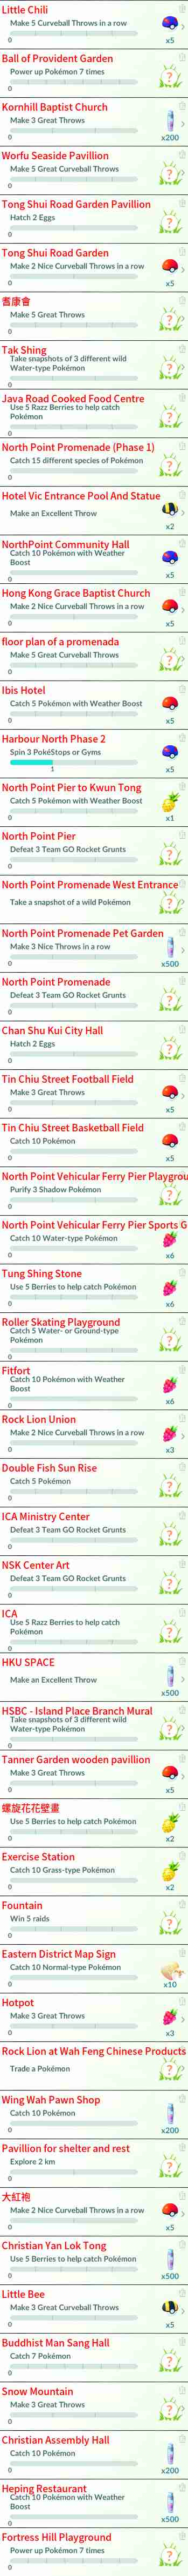 Little Chili
Make 5 Curveball Throws in a row
0
x5
Ball of Provident Garden
Power up Pokémon 7 times
0
Kornhill Baptist Church
Make 3 Great Throws
0
x200
Worfu Seaside Pavillion
Make 5 Great Curveball Throws
0
Tong Shui Road Garden Pavillion
Hatch 2 Eggs
0
Tong Shui Road Garden
Make 2 Nice Curveball Throws in a row
0
x5
耆康會
Make 5 Great Throws
0
Tak Shing
Take snapshots of 3 different wild
Water-type Pokémon
0
Java Road Cooked Food Centre
Use 5 Razz Berries to help catch
Pokémon
0
North Point Promenade (Phase 1)
Catch 15 different species of Pokémon
0
Hotel Vic Entrance Pool And Statue
Make an Excellent Throw
x2
NorthPoint Community Hall
Catch 10 Pokémon with Weather
Boost
0
x5
Hong Kong Grace Baptist Church
Make 2 Nice Curveball Throws in a row
0
x5
floor plan of a promenada
Make 5 Great Curveball Throws
0
Ibis Hotel
Catch 5 Pokémon with Weather Boost
0
x5
Harbour North Phase 2
Spin 3 PokéStops or Gyms
1
x5
North Point Pier to Kwun Tong
Catch 5 Pokémon with Weather Boost
0
x1
North Point Pier
Defeat 3 Team GO Rocket Grunts
0
North Point Promenade West Entrance
Take a snapshot of a wild Pokémon
North Point Promenade Pet Garden
Make 3 Nice Throws in a row
0
x500
North Point Promenade
Defeat 3 Team GO Rocket Grunts
0
Chan Shu Kui City Hall
Hatch 2 Eggs
0
Tin Chiu Street Football Field
Make 3 Great Throws
0
x5
Tin Chiu Street Basketball Field
Catch 10 Pokémon
0
x5
North Point Vehicular Ferry Pier Playgrou
Purify 3 Shadow Pokémon
0
North Point Vehicular Ferry Pier Sports G
Catch 10 Water-type Pokémon
0
x6
Tung Shing Stone
Use 5 Berries to help catch Pokémon
0
x6
Roller Skating Playground
Catch 5 Water- or Ground-type
Pokémon
0
Fitfort
Catch 10 Pokémon with Weather
Boost
0
x6
Rock Lion Union
Make 2 Nice Curveball Throws in a row
0
x3
Double Fish Sun Rise
Catch 5 Pokémon
0
ICA Ministry Center
Defeat 3 Team GO Rocket Grunts
0
NSK Center Art
Defeat 3 Team GO Rocket Grunts
0
ICA
Use 5 Razz Berries to help catch
Pokémon
0
HKU SPACE
Make an Excellent Throw
x500
HSBC - Island Place Branch Mural
Take snapshots of 3 different wild
Water-type Pokémon
0
Tanner Garden wooden pavillion
Make 3 Great Throws
0
x5
螺旋花花壁畫
Use 5 Berries to help catch Pokémon
0
x2
Exercise Station
Catch 10 Grass-type Pokémon
0
x2
Fountain
Win 5 raids
0
Eastern District Map Sign
Catch 10 Normal-type Pokémon
0
x10
Hotpot
Make 3 Great Throws
0
x3
Rock Lion at Wah Feng Chinese Products
Trade a Pokémon
Wing Wah Pawn Shop
Catch 10 Pokémon
0
x200
Pavillion for shelter and rest
Explore 2 km
0
大紅袍
Make 2 Nice Curveball Throws in a row
0
x5
Christian Yan Lok Tong
Use 5 Berries to help catch Pokémon
0
x500
Little Bee
Make 3 Great Curveball Throws
0
x5
Buddhist Man Sang Hall
Catch 7 Pokémon
0
Snow Mountain
Make 3 Great Throws
0
Christian Assembly Hall
Catch 10 Pokémon
0
x200
Heping Restaurant
Catch 10 Pokémon with Weather
Boost
0
x500
Fortress Hill Playground
Power up Pokémon 7 times
0